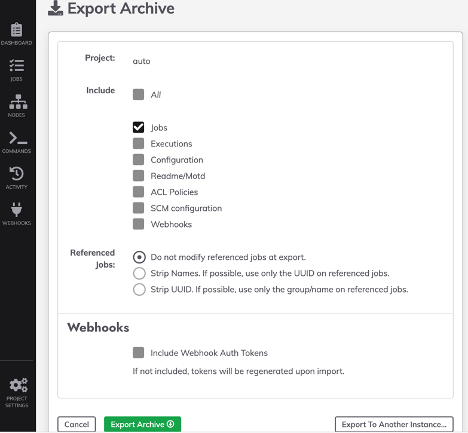 Export Archive
DASHBOARD
JOBS
NODES
COMMANDS
ACTIVITY
WEBHOOKS
PROJECT
SETTINGS
Project: auto
Include All
Jobs
Executions
Configuration
Readme/Motd
ACL Policies
SCM configuration
Webhooks
Referenced
Jobs:
Do not modify referenced jobs at export.
Strip Names. If possible, use only the UUID on referenced jobs.
Strip UUID. If possible, use only the group/name on referenced jobs.
Webhooks
Include Webhook Auth Tokens
If not included, tokens will be regenerated upon import.
Cancel Export Archive Export To Another Instance...